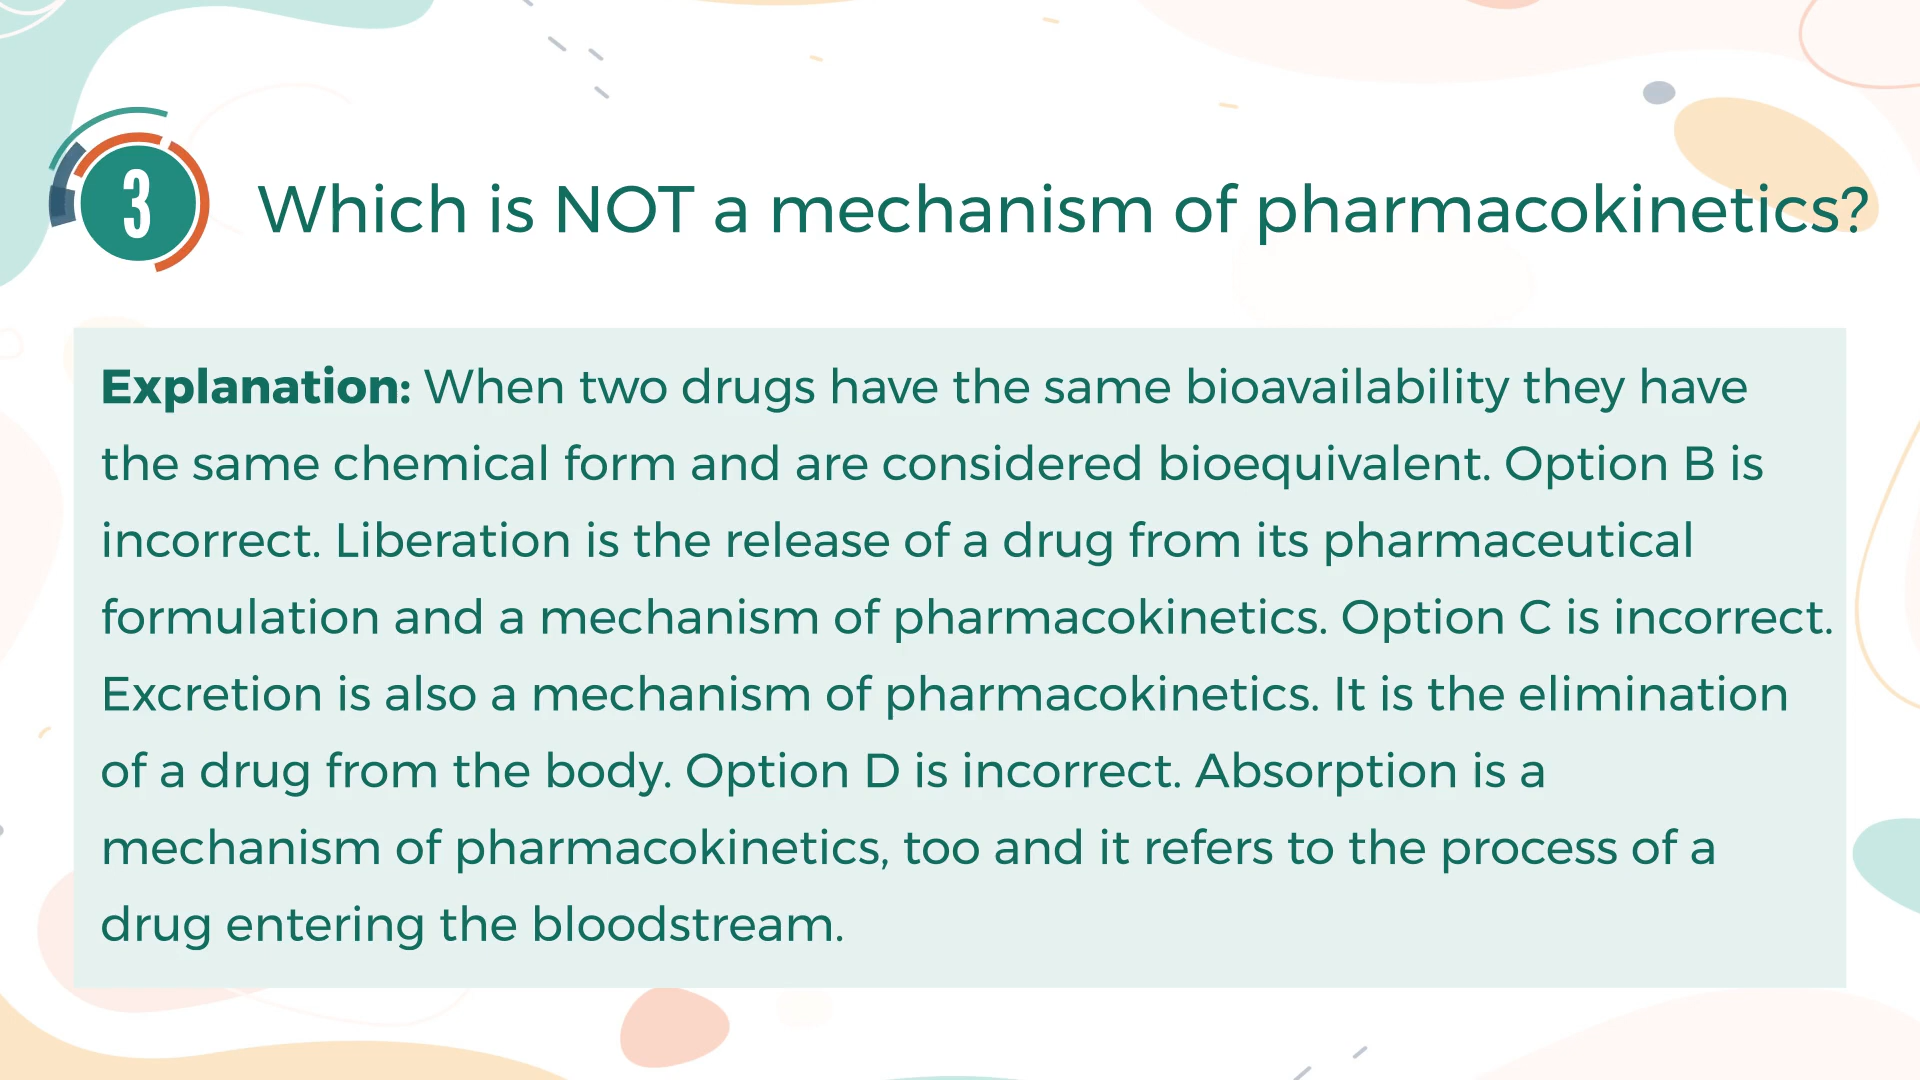 3
Which is NOT a mechanism of pharmacokinetics?
Explanation: When two drugs have the same bioavailability they have
the same chemical form and are considered bioequivalent. Option B is
incorrect. Liberation is the release of a drug from its pharmaceutical
formulation and a mechanism of pharmacokinetics. Option C is incorrect.
Excretion is also a mechanism of pharmacokinetics. It is the elimination
of a drug from the body. Option D is incorrect. Absorption is a
mechanism of pharmacokinetics, too and it refers to the process of a
drug entering the bloodstream.